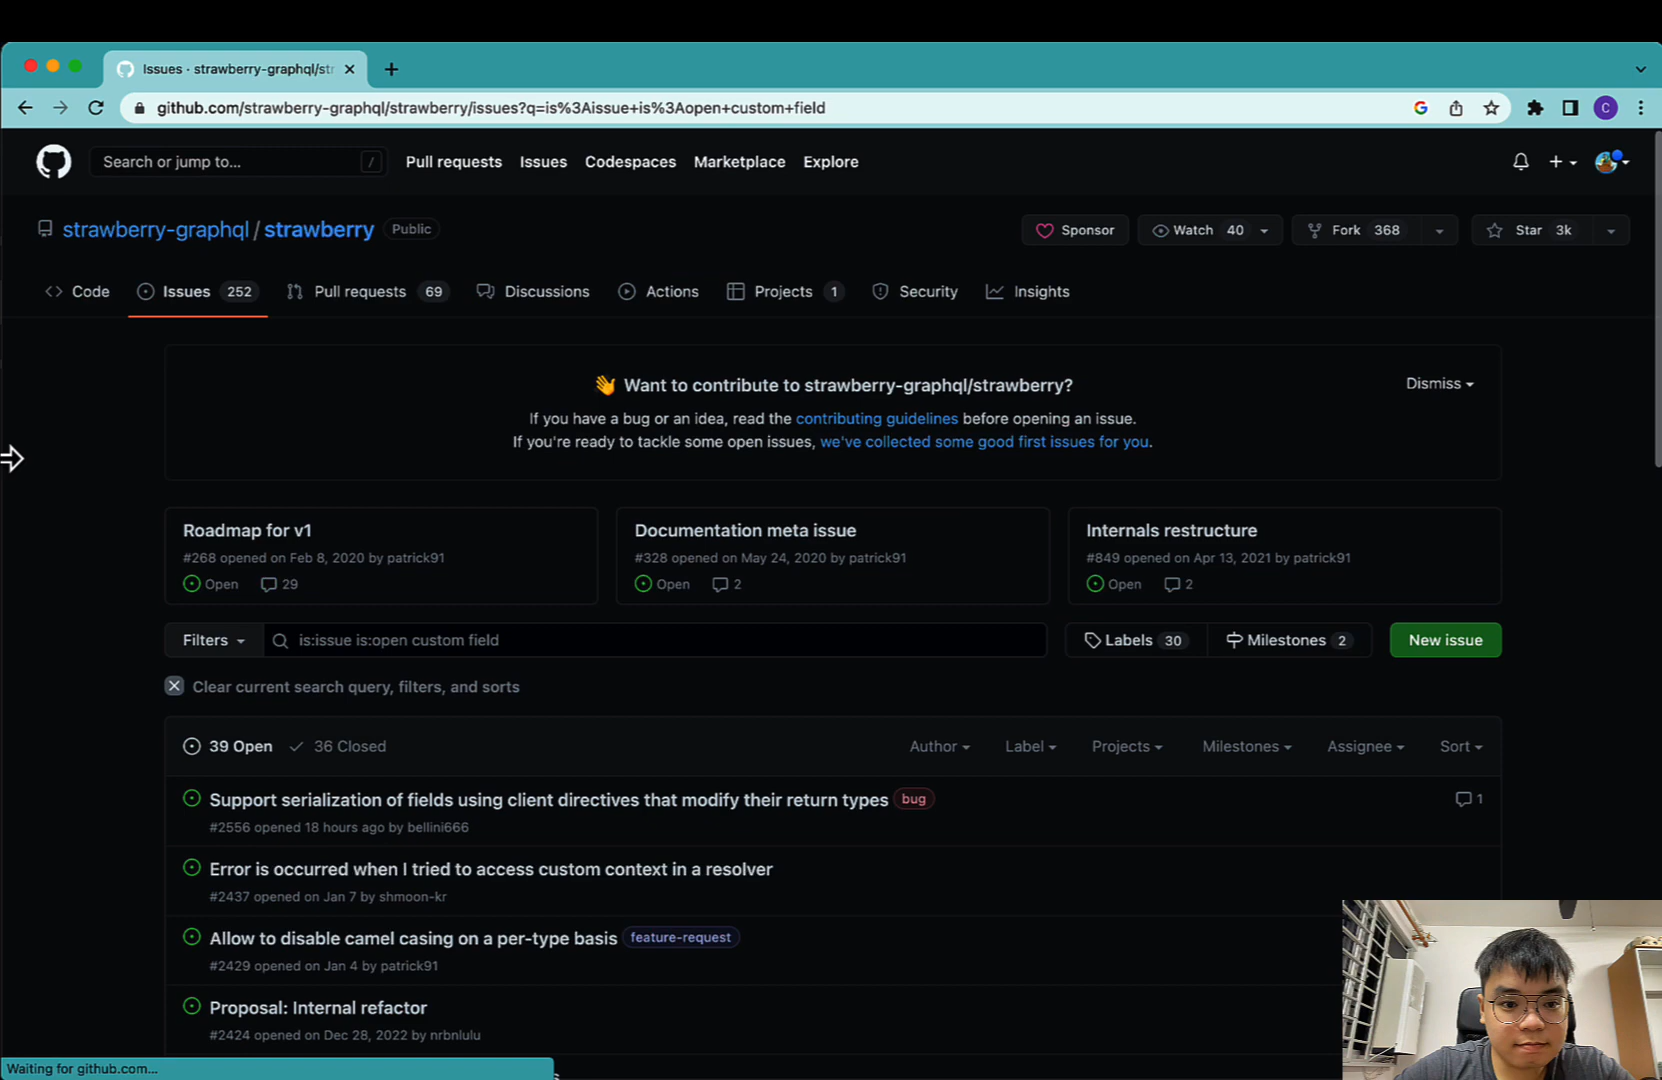 Issues · strawberry-graphql/str
github.com/strawberry-graphql/strawberry/issues?q=is%3Aissue+is%3Aopen+custom+field
C
Search or jump to... /
Pull requests Issues Codespaces Marketplace Explore
strawberry-graphql / strawberry Public
Sponsor Watch 40 Fork 368 Star 3k
Code Issues 252 Pull requests 69 Discussions Actions Projects 1 Security Insights
👋 Want to contribute to strawberry-graphql/strawberry?
Dismiss
If you have a bug or an idea, read the contributing guidelines before opening an issue.
If you're ready to tackle some open issues, we've collected some good first issues for you.
Roadmap for v1
#268 opened on Feb 8, 2020 by patrick91
Open 29
Documentation meta issue
#328 opened on May 24, 2020 by patrick91
Open 2
Internals restructure
#849 opened on Apr 13, 2021 by patrick91
Open 2
Filters is:issue is:open custom field Labels 30 Milestones 2 New issue
Clear current search query, filters, and sorts
39 Open 36 Closed Author Label Projects Milestones Assignee Sort
Support serialization of fields using client directives that modify their return types bug 1
#2556 opened 18 hours ago by bellini666
Error is occurred when I tried to access custom context in a resolver
#2437 opened on Jan 7 by shmoon-kr
Allow to disable camel casing on a per-type basis feature-request
#2429 opened on Jan 4 by patrick91
Proposal: Internal refactor
#2424 opened on Dec 28, 2022 by nrbnlulu
Waiting for github.com...